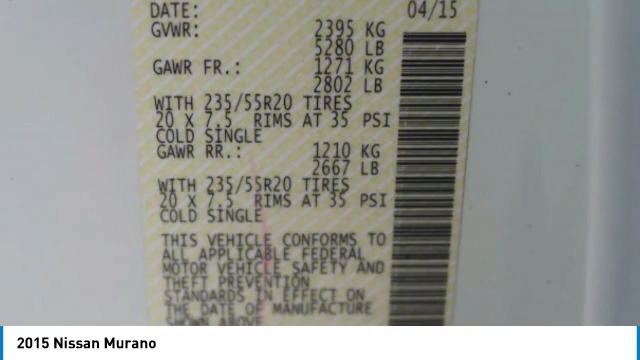 DATE: 04/15
GVWR: 2395 KG
5280 LB
GAWR FR.: 1271 KG
2802 LB
WITH 235/55R20 TIRES
20 X 7.5 RIMS AT 35 PSI
COLD SINGLE
GAWR RR.: 1210 KG
2667 LB
WITH 235/55R20 TIRES
20 X 7.5 RIMS AT 35 PSI
COLD SINGLE
THIS VEHICLE CONFORMS TO
ALL APPLICABLE FEDERAL
MOTOR VEHICLE SAFETY AND
THEFT PREVENTION
STANDARDS IN EFFECT ON
THE DATE OF MANUFACTURE
SHOWN ABOVE
2015 Nissan Murano